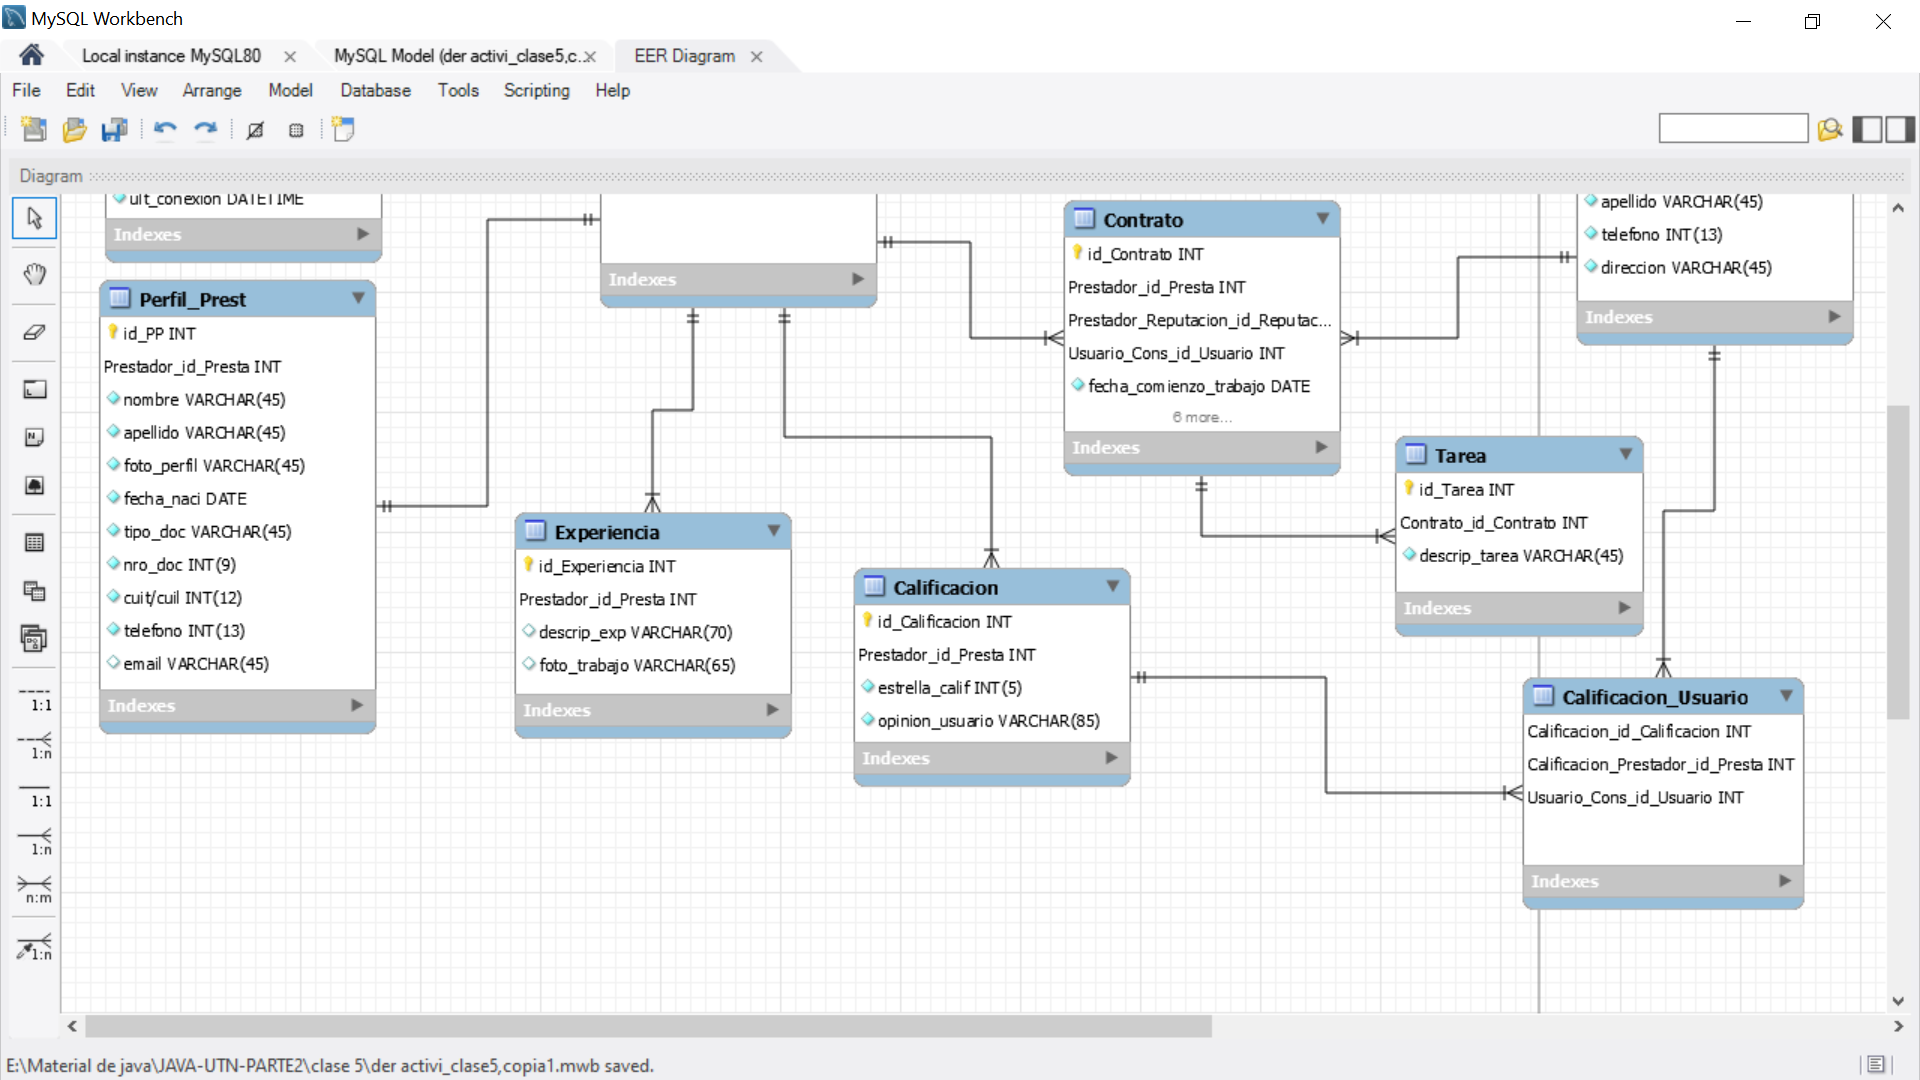 MySQL Workbench
Local instance MySQL80
MySQL Model (der activi_clase5,c...
EER Diagram
File Edit View Arrange Model Database Tools Scripting Help
Diagram
ult_conexion DATETIME
Indexes
Perfil_Prest
id_PP INT
Prestador_id_Presta INT
nombre VARCHAR(45)
apellido VARCHAR(45)
foto_perfil VARCHAR(45)
fecha_naci DATE
tipo_doc VARCHAR(45)
nro_doc INT(9)
cuit/cuil INT(12)
telefono INT(13)
email VARCHAR(45)
Indexes
Indexes
Experiencia
id_Experiencia INT
Prestador_id_Presta INT
descrip_exp VARCHAR(70)
foto_trabajo VARCHAR(65)
Indexes
Calificacion
id_Calificacion INT
Prestador_id_Presta INT
estrella_calif INT(5)
opinion_usuario VARCHAR(85)
Indexes
Contrato
id_Contrato INT
Prestador_id_Presta INT
Prestador_Reputacion_id_Reputac...
Usuario_Cons_id_Usuario INT
fecha_comienzo_trabajo DATE
6 more...
Indexes
Tarea
id_Tarea INT
Contrato_id_Contrato INT
descrip_tarea VARCHAR(45)
Indexes
apellido VARCHAR(45)
telefono INT(13)
direccion VARCHAR(45)
Indexes
Calificacion_Usuario
Calificacion_id_Calificacion INT
Calificacion_Prestador_id_Presta INT
Usuario_Cons_id_Usuario INT
Indexes
1:1
1:n
1:1
1:n
n:m
1:n
E:\Material de java\JAVA-UTN-PARTE2\clase 5\der activi_clase5,copia1.mwb saved.